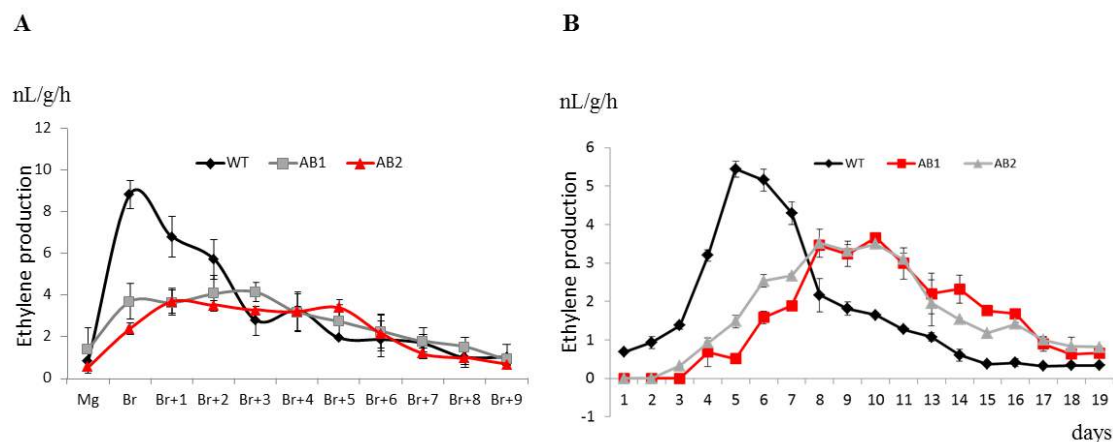 A
B
nL/g/h
nL/g/h
12
10
8
6
4
2
0
Ethylene production
WT
AB1
AB2
Mg
Br
Br+1
Br+2
Br+3
Br+4
Br+5
Br+6
Br+7
Br+8
Br+9
6
5
4
3
2
1
0
-1
Ethylene production
WT
AB1
AB2
1
2
3
4
5
6
7
8
9
10
11
13
14
15
16
17
18
19
days